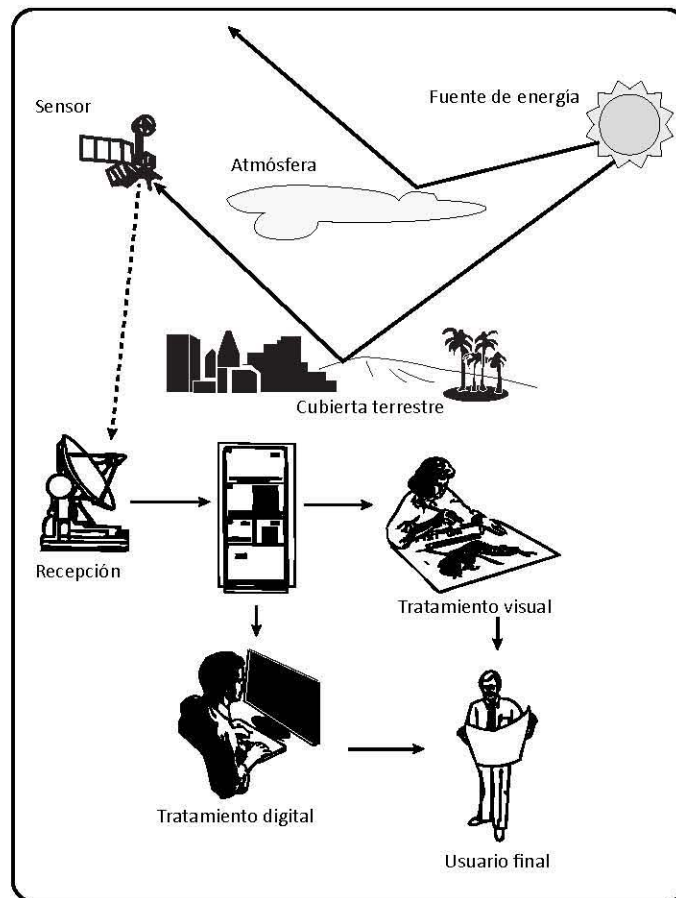 Fuente de energía
Sensor
Atmósfera
Cubierta terrestre
Recepción
Tratamiento visual
Tratamiento digital
Usuario final